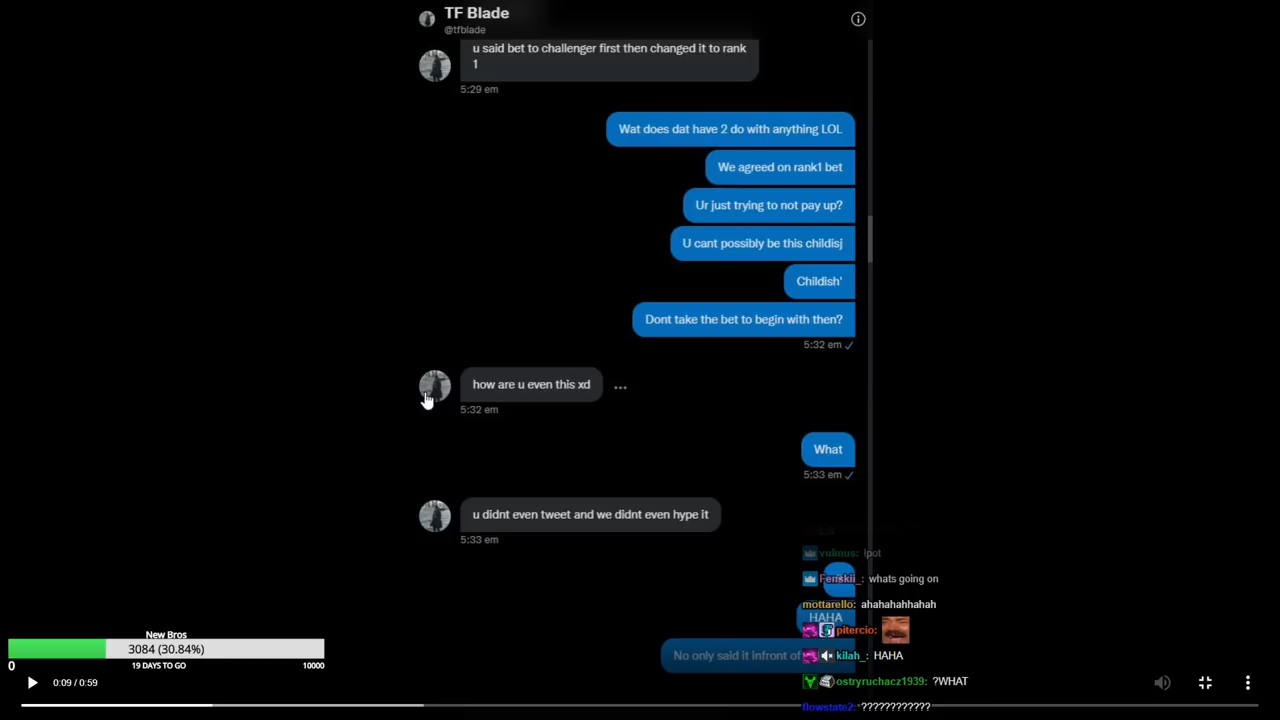 TF Blade
@tfblade
u said bet to challenger first then changed it to rank
1
5:29 em
Wat does dat have 2 do with anything LOL
We agreed on rank1 bet
Ur just trying to not pay up?
U cant possibly be this childisj
Childish'
Dont take the bet to begin with then?
5:32 em
how are u even this xd
5:32 em
What
5:33 em
u didnt even tweet and we didnt even hype it
5:33 em
HAHA
No only said it infront of
vulmus: !pot
Fenskii_: whats going on
mottarello: ahahahahhahah
pitercio:
kilah_: HAHA
ostryruchacz1939: ?WHAT
flowstate2: ????????????
New Bros
3084 (30.84%)
0
19 DAYS TO GO
10000
0:09 / 0:59